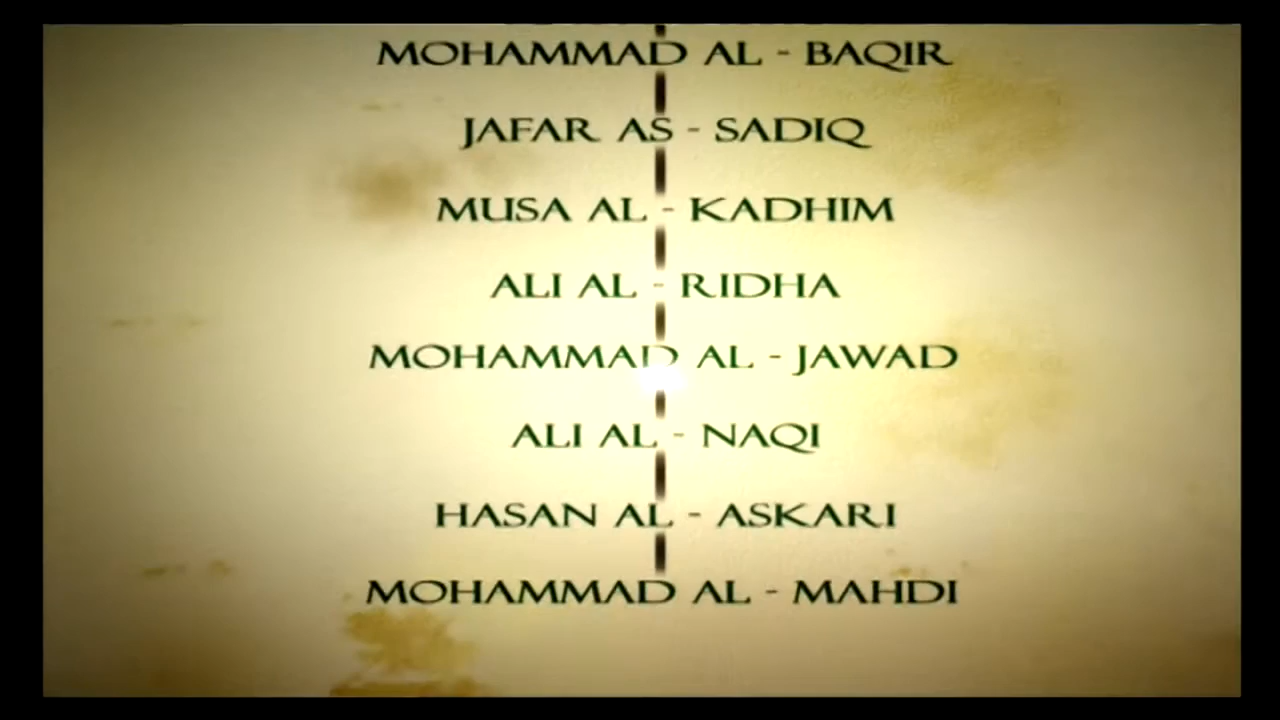 MOHAMMAD AL - BAQIR
JAFAR AS - SADIQ
MUSA AL - KADHIM
ALI AL - RIDHA
MOHAMMAD AL - JAWAD
ALI AL - NAQI
HASAN AL - ASKARI
MOHAMMAD AL - MAHDI